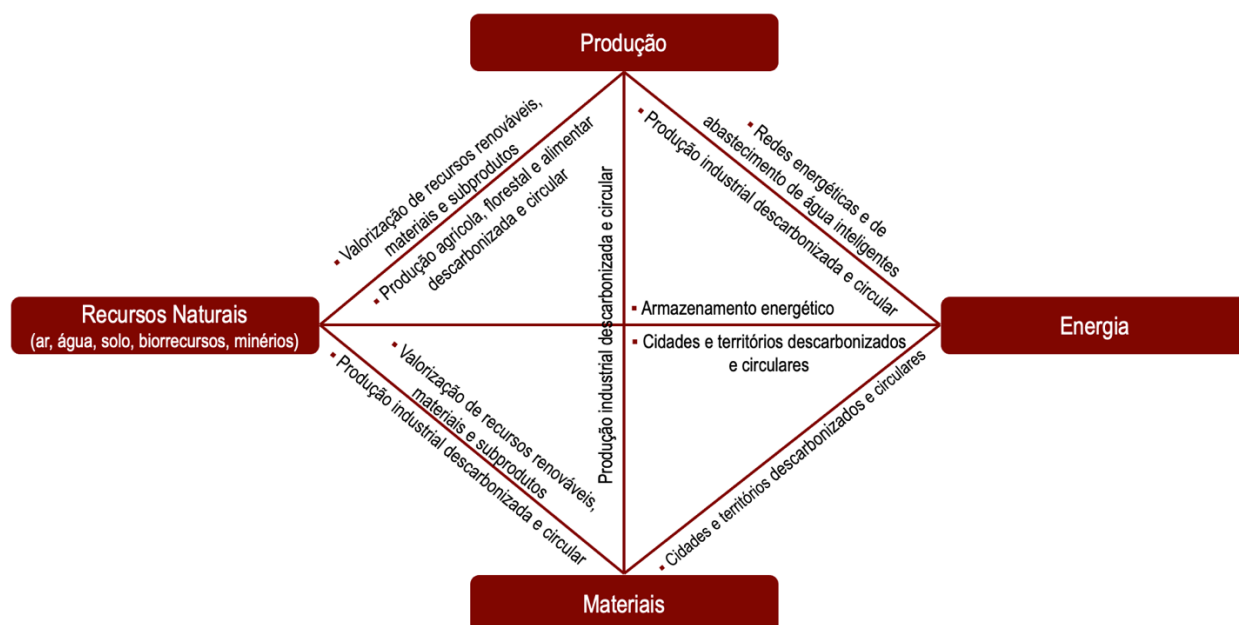 Produção
▪ Valorização de recursos renováveis,
materiais e subprodutos
▪ Produção agrícola, florestal e alimentar
descarbonizada e circular
▪ Redes energéticas e de
abastecimento de água inteligentes
▪ Produção industrial descarbonizada e circular
Produção industrial descarbonizada e circular
Recursos Naturais
(ar, água, solo, biorrecursos, minérios)
▪ Armazenamento energético
▪ Cidades e territórios descarbonizados
e circulares
Energia
▪ Valorização de recursos renováveis,
materiais e subprodutos
▪ Produção industrial descarbonizada e circular
▪ Cidades e territórios descarbonizados e circulares
Materiais